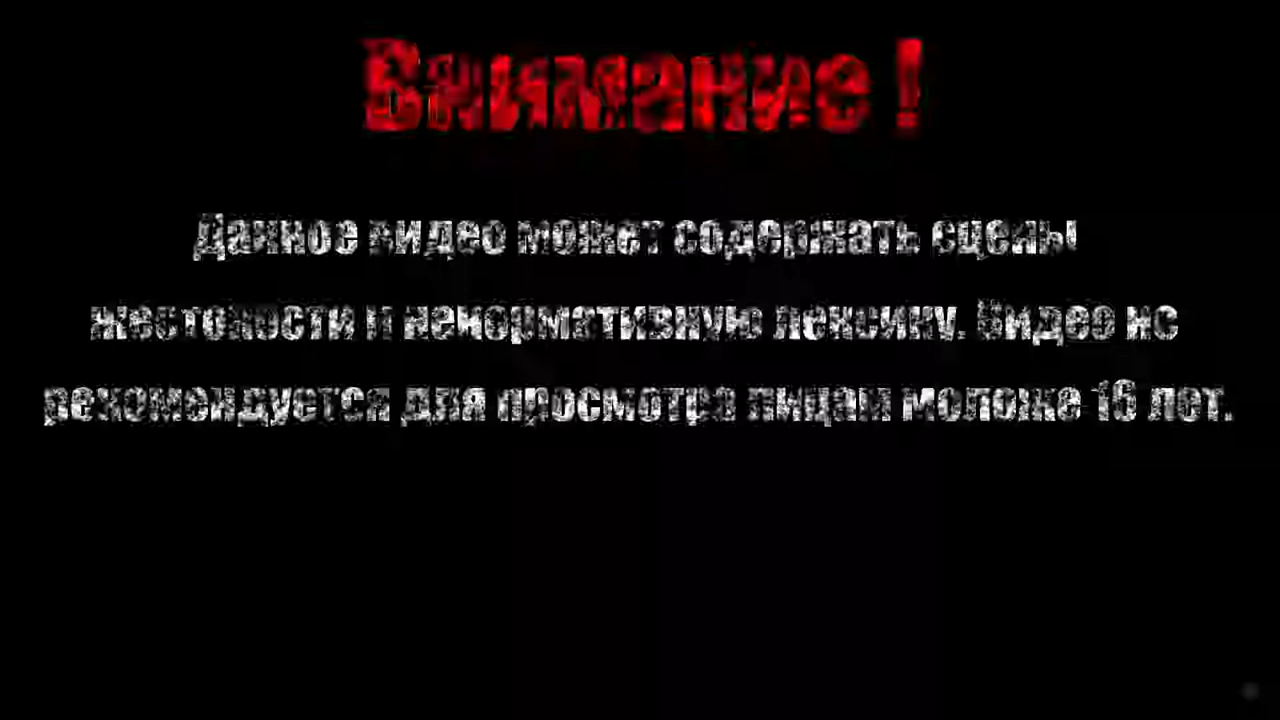 Внимание !
Данное видео может содержать сцены
жестокости и ненормативную лексику. Видео не
рекомендуется для просмотра лицам моложе 16 лет.